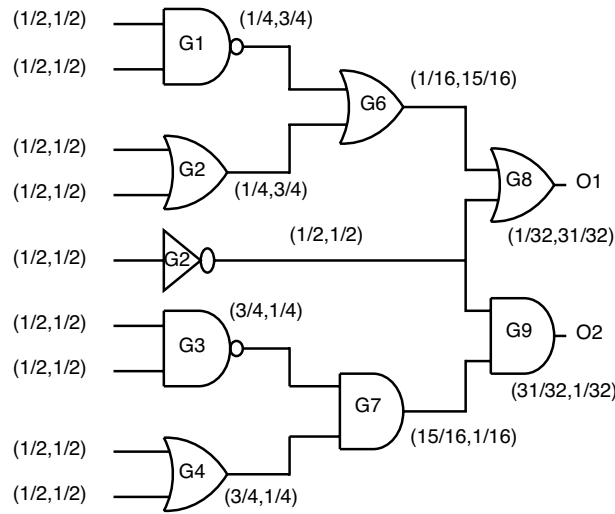 (1/2,1/2)
(1/4,3/4)
G1
(1/2,1/2)
(1/16,15/16)
G6
(1/2,1/2)
G2
G8
O1
(1/2,1/2)
(1/4,3/4)
(1/2,1/2)
(1/32,31/32)
(1/2,1/2)
G2
(3/4,1/4)
(1/2,1/2)
G3
G9
O2
(1/2,1/2)
(31/32,1/32)
G7
(15/16,1/16)
(1/2,1/2)
G4
(1/2,1/2)
(3/4,1/4)